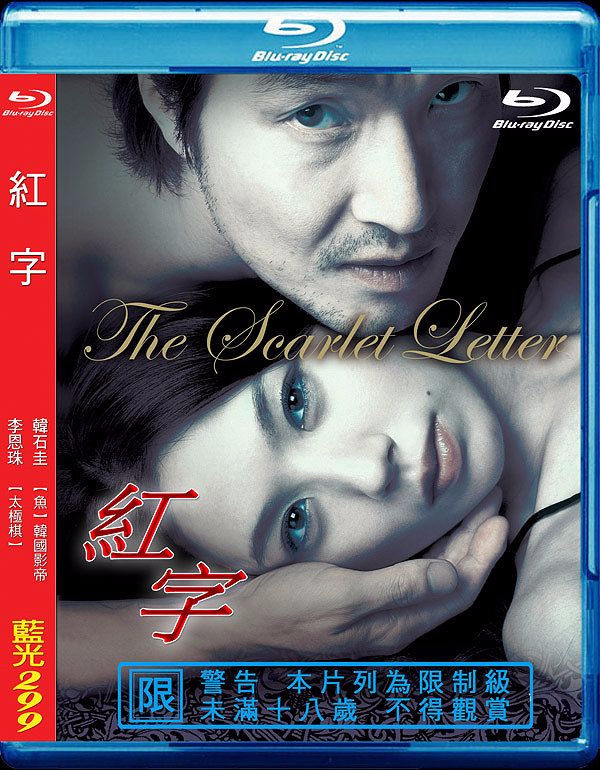 Blu-ray Disc
Blu-ray Disc
紅字
韓石圭 【魚】韓國影帝
李恩珠 【太極棋】
藍光299
Blu-ray Disc
The Scarlet Letter
紅字
限
警告 本片列為限制級
未滿十八歲 不得觀賞